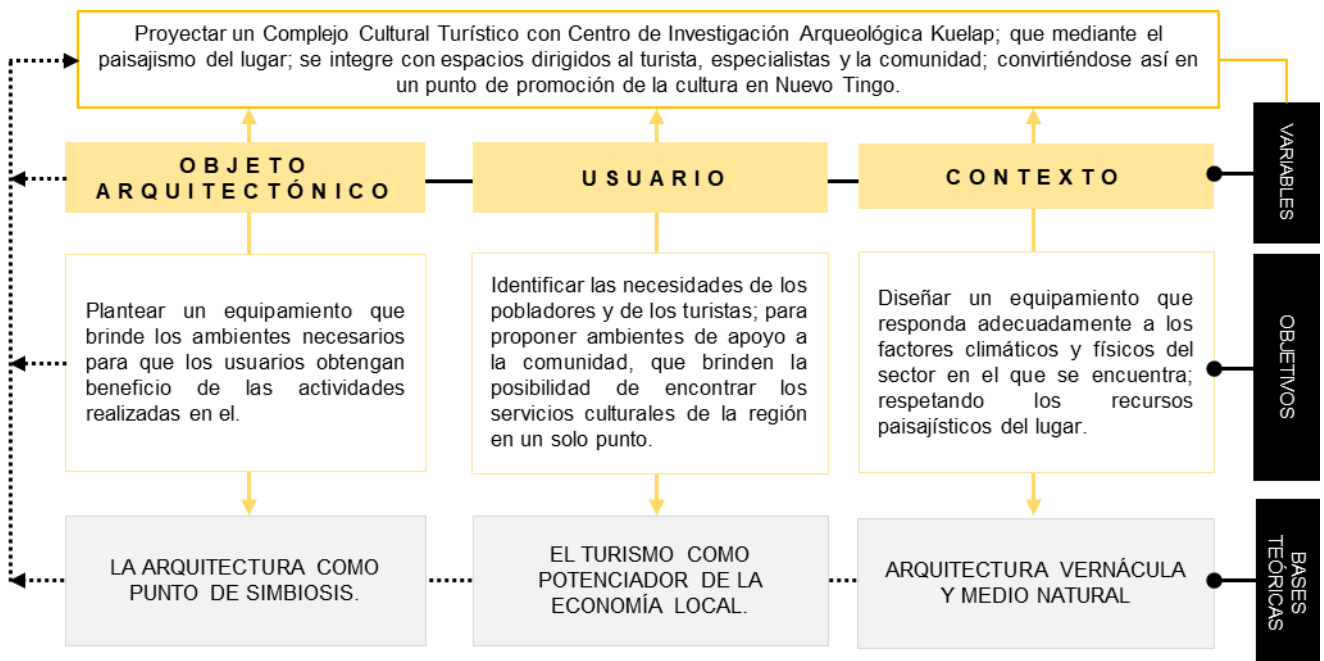 Proyectar un Complejo Cultural Turístico con Centro de Investigación Arqueológica Kuelap; que mediante el
paisajismo del lugar; se integre con espacios dirigidos al turista, especialistas y la comunidad; convirtiéndose así en
un punto de promoción de la cultura en Nuevo Tingo.
OBJETO
ARQUITECTÓNICO
USUARIO
CONTEXTO
VARIABLES
Plantear un equipamiento que
brinde los ambientes necesarios
para que los usuarios obtengan
beneficio de las actividades
realizadas en el.
Identificar las necesidades de los
pobladores y de los turistas; para
proponer ambientes de apoyo a
la comunidad, que brinden la
posibilidad de encontrar los
servicios culturales de la región
en un solo punto.
Diseñar un equipamiento que
responda adecuadamente a los
factores climáticos y físicos del
sector en el que se encuentra;
respetando los recursos
paisajísticos del lugar.
OBJETIVOS
LA ARQUITECTURA COMO
PUNTO DE SIMBIOSIS.
EL TURISMO COMO
POTENCIADOR DE LA
ECONOMÍA LOCAL.
ARQUITECTURA VERNÁCULA
Y MEDIO NATURAL
BASES
TEÓRICAS